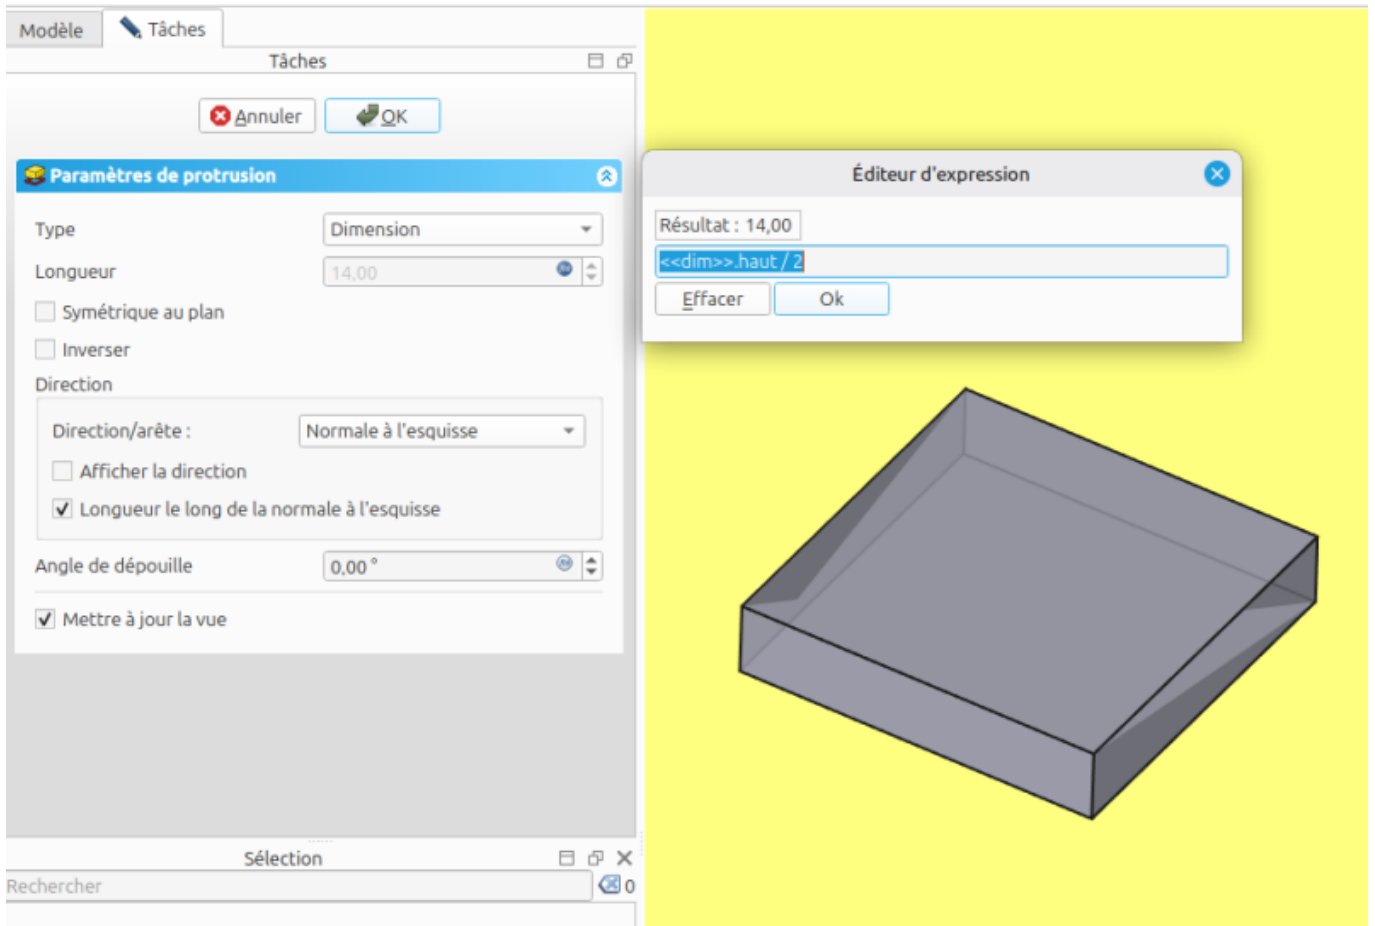 Modèle
Tâches
Tâches
Annuler
OK
Paramètres de protrusion
Type
Dimension
Longueur
14,00
Symétrique au plan
Inverser
Direction
Direction/arête :
Normale à l'esquisse
Afficher la direction
Longueur le long de la normale à l'esquisse
Angle de dépouille
0,00 °
Mettre à jour la vue
Sélection
Rechercher
0
Éditeur d'expression
Résultat : 14,00
<<dim>>.haut / 2
Effacer
Ok